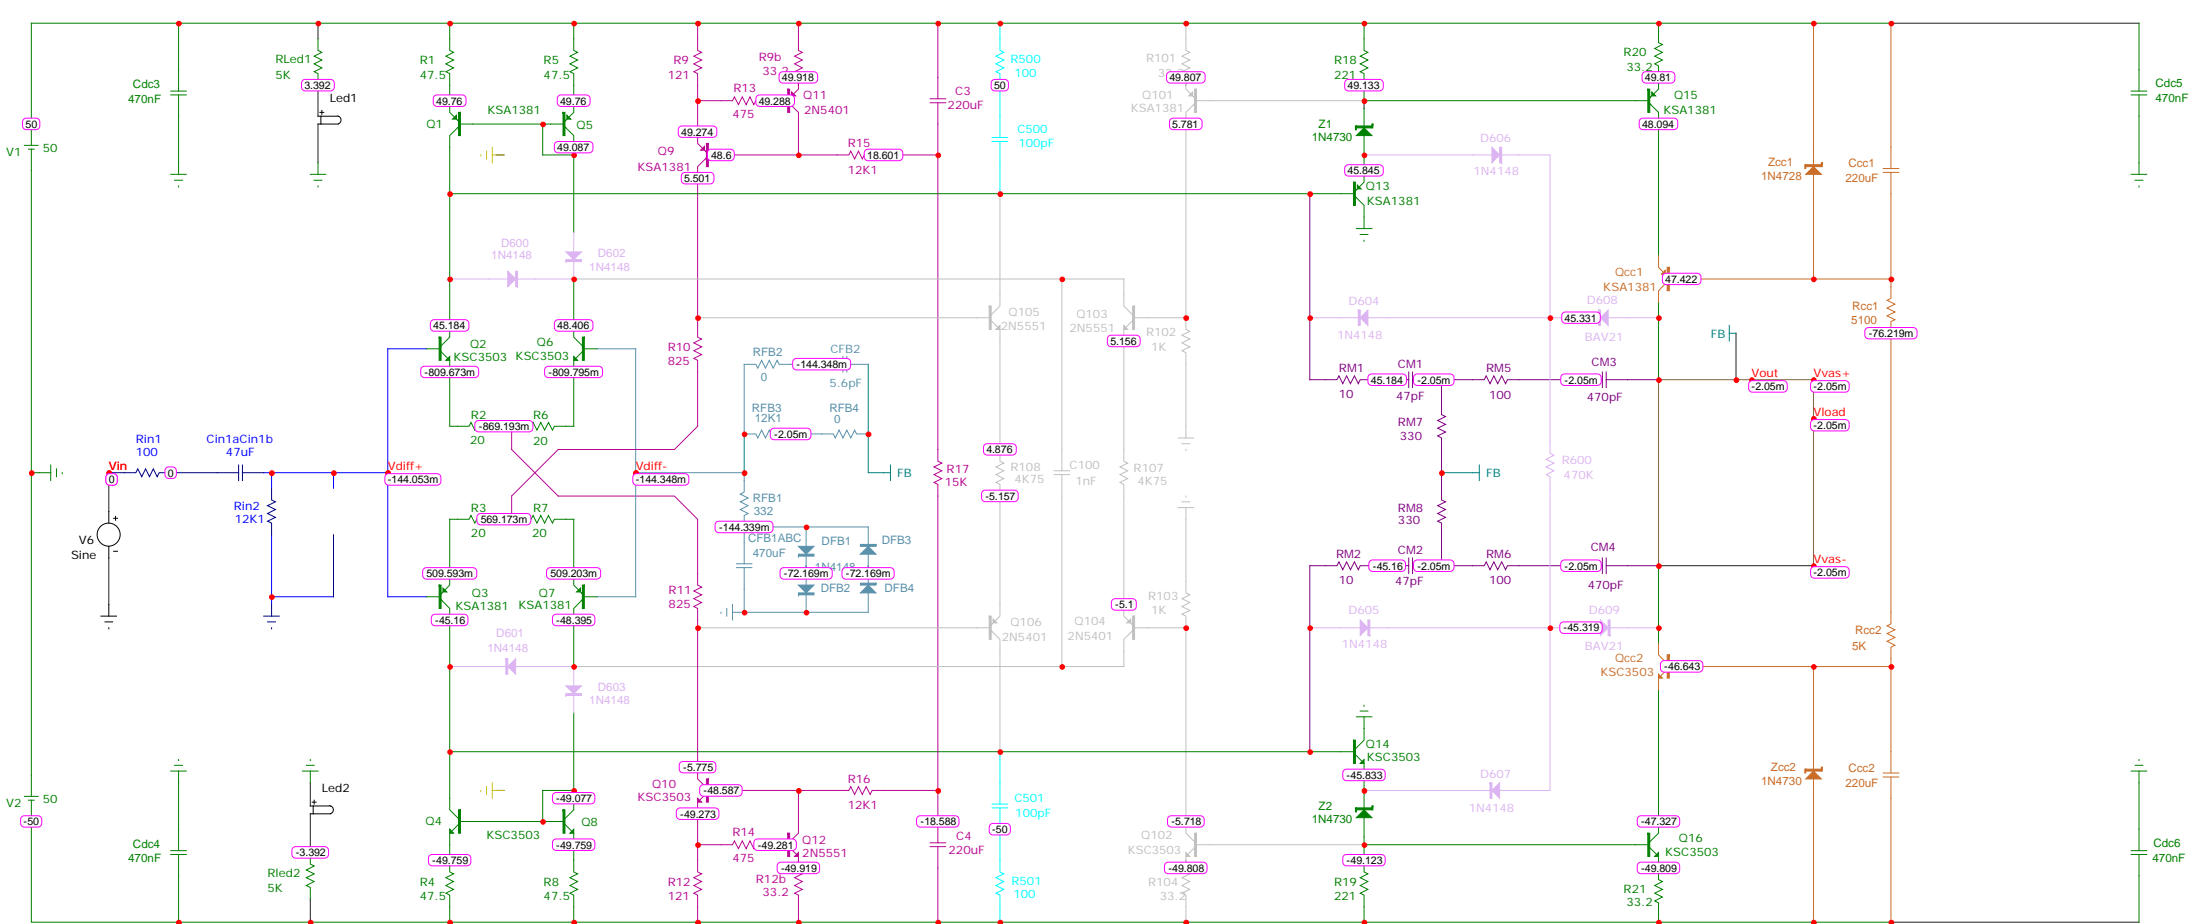 V1
50
50
Cdc3
470nF
RLed1
5K
3.392
Led1
R1
47.5
49.76
Q1
KSA1381
R5
47.5
49.76
Q5
49.087
R9
121
49.274
Q9
KSA1381
5.501
48.6
R9b
33.2
49.918
R13
475
49.288
Q11
2N5401
R15
12K1
18.601
C3
220uF
R500
100
50
C500
100pF
R101
49.807
Q101
KSA1381
5.781
R18
221
49.133
Z1
1N4730
45.845
Q13
KSA1381
D606
1N4148
R20
33.2
49.81
Q15
KSA1381
48.094
Zcc1
1N4728
Ccc1
220uF
Cdc5
470nF
D600
1N4148
D602
1N4148
Qcc1
KSA1381
47.422
45.184
Q2
KSC3503
-809.673m
48.406
Q6
KSC3503
-809.795m
R10
825
Q105
2N5551
Q103
2N5551
5.156
R102
1K
D604
1N4148
45.331
D608
BAV21
Rcc1
5100
-76.219m
FB
RFB2
0
-144.348m
CFB2
5.6pF
RFB3
12K1
-2.05m
RFB4
0
RM1
10
45.184
CM1
47pF
-2.05m
RM5
100
-2.05m
CM3
470pF
Vout
-2.05m
Vvas+
-2.05m
Vload
-2.05m
R2
20
-869.193m
R6
20
RM7
330
Vin
0
Rin1
100
0
Cin1aCin1b
47uF
Vdiff+
-144.053m
Vdiff-
-144.348m
FB
R17
15K
4.876
R108
4K75
-5.157
C100
1nF
R107
4K75
FB
R600
470K
Rin2
12K1
V6
Sine
R3
20
569.173m
R7
20
RFB1
332
-144.339m
CFB1ABC
470uF
DFB1
1N4148
DFB3
-72.169m
-72.169m
DFB2
DFB4
RM8
330
509.593m
Q3
KSA1381
-45.16
509.203m
Q7
KSA1381
-48.395
R11
825
RM2
10
-45.16
CM2
47pF
-2.05m
RM6
100
-2.05m
CM4
470pF
Vvas-
-2.05m
-5.1
R103
1K
Q106
2N5401
Q104
2N5401
D605
1N4148
-45.319
D609
BAV21
Rcc2
5K
D601
1N4148
D603
1N4148
Qcc2
KSC3503
-46.643
V2
50
-50
Cdc4
470nF
Led2
-3.392
Rled2
5K
Q4
-49.759
R4
47.5
KSC3503
-49.077
Q8
-49.759
R8
47.5
-5.775
Q10
KSC3503
-48.587
-49.273
R14
475
-49.281
Q12
2N5551
-49.919
R12
121
R12b
33.2
R16
12K1
-18.588
C4
220uF
C501
100pF
-50
R501
100
-5.718
Q102
KSC3503
-49.808
R104
33.2
Q14
KSC3503
-45.833
Z2
1N4730
-49.123
R19
221
D607
1N4148
-47.327
Q16
KSC3503
-49.809
R21
33.2
Zcc2
1N4730
Ccc2
220uF
Cdc6
470nF